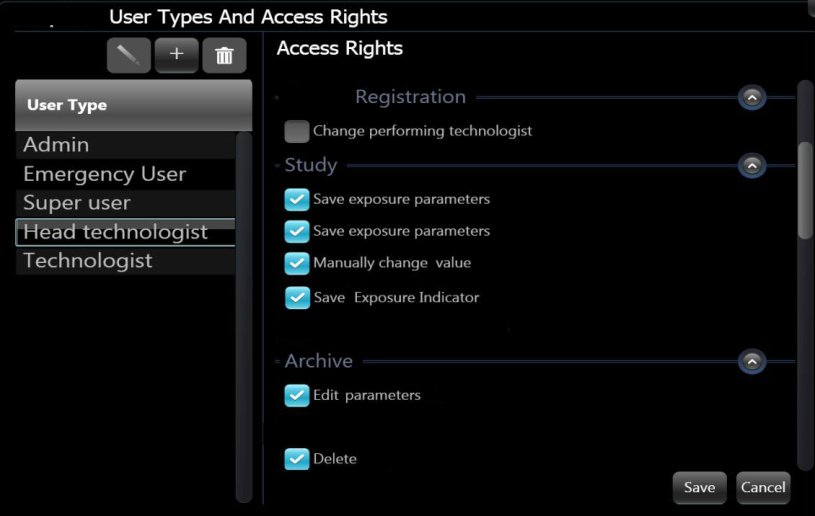 User Types And Access Rights
Access Rights
User Type
Admin
Emergency User
Super user
Head technologist
Technologist
Registration
Change performing technologist
Study
Save exposure parameters
Save exposure parameters
Manually change value
Save Exposure Indicator
Archive
Edit parameters
Delete
Save
Cancel